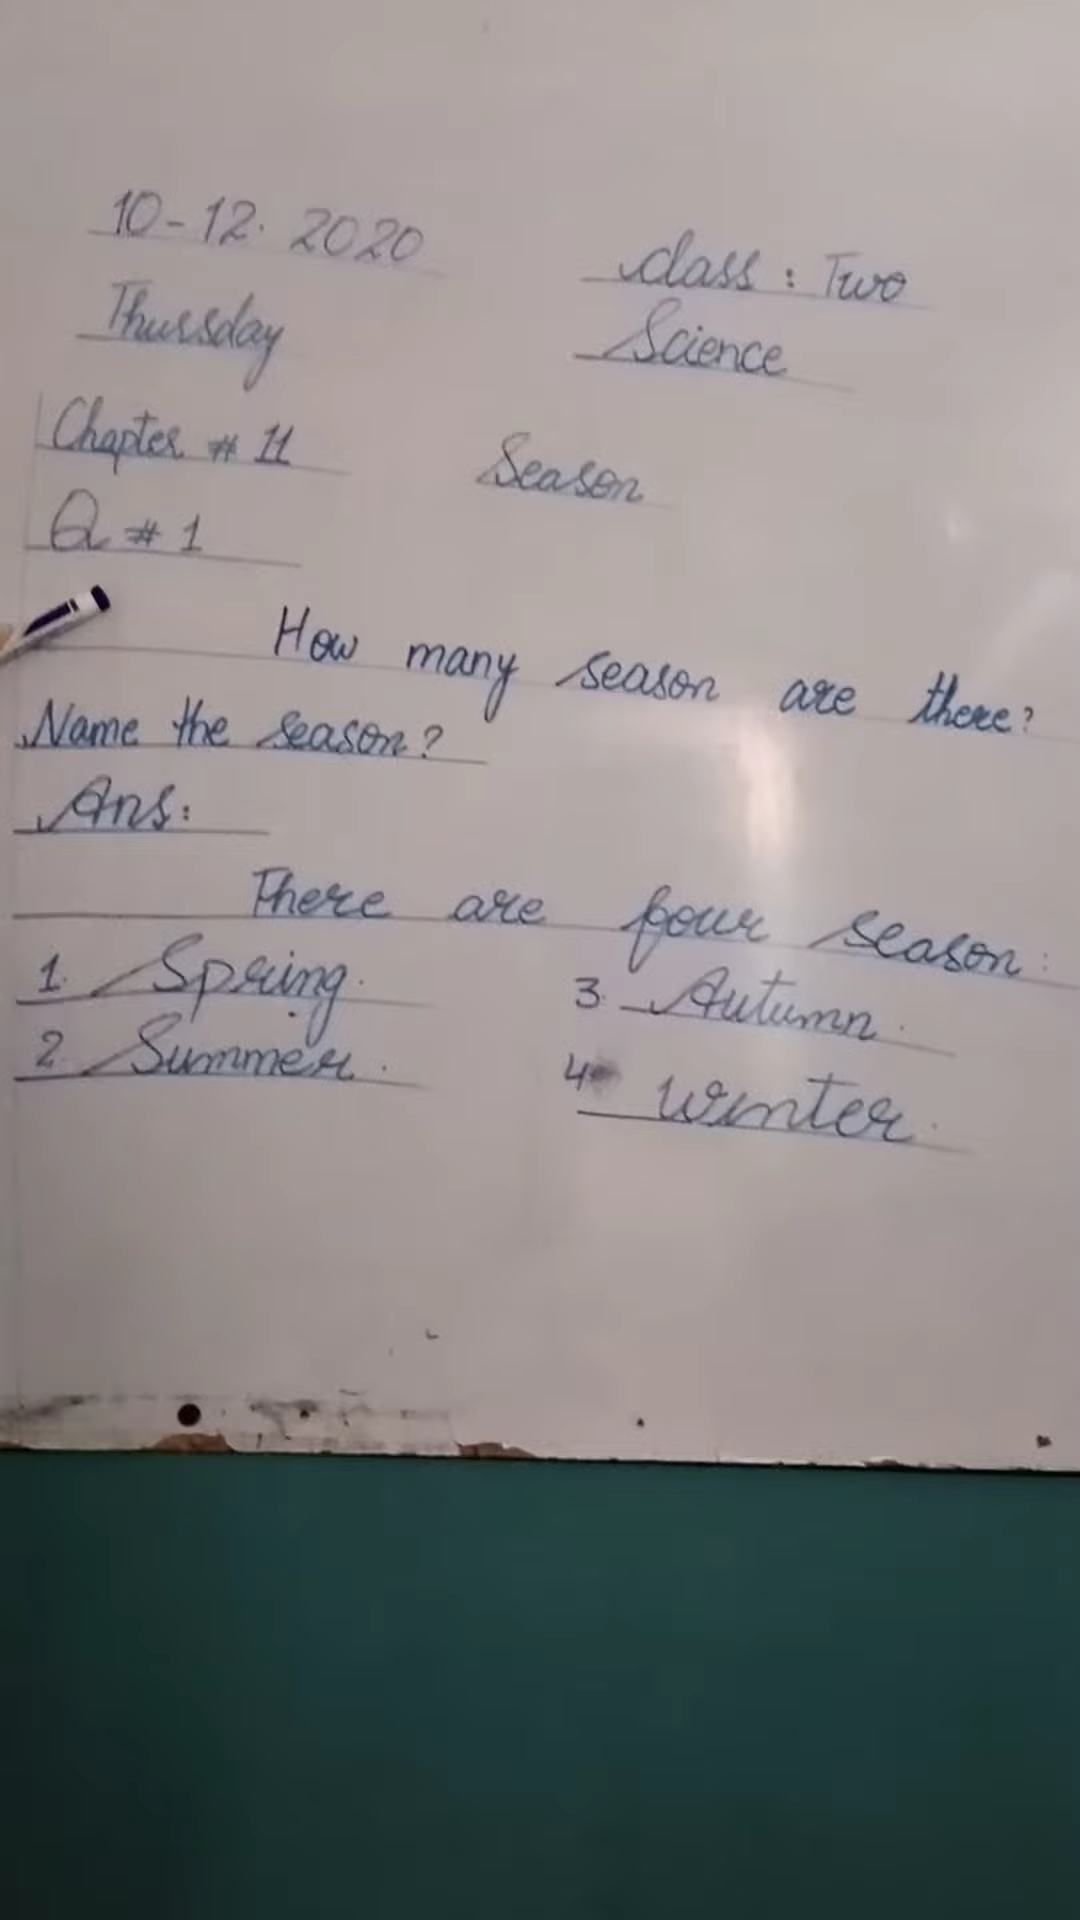 10-12. 2020
Class : Two
Thursday
Science
Chapter # 11
Season
Q # 1
How many season are there?
Name the season?
Ans:
There are four season:
1. Spring.
3. Autumn.
2. Summer.
4 Winter.